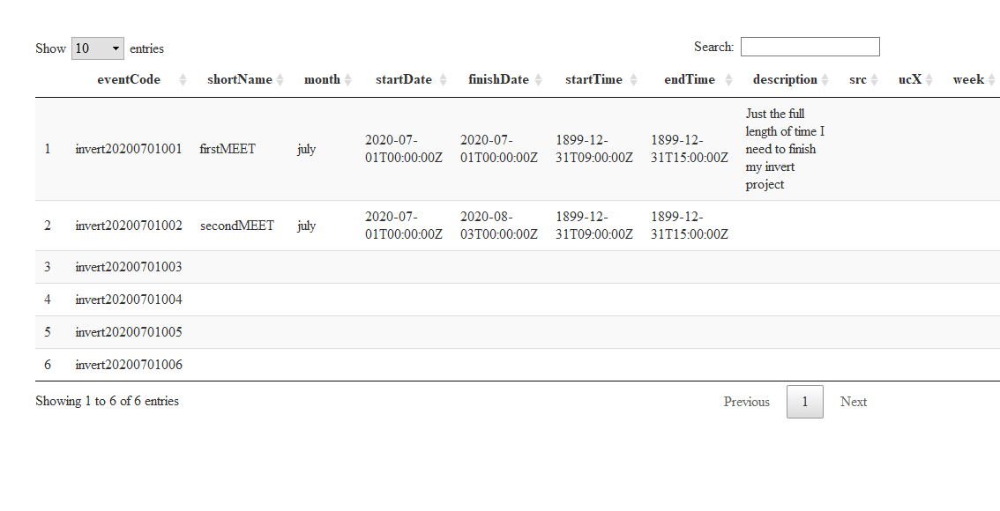 Show 10 entries Search:
eventCode shortName month startDate finishDate startTime endTime description src ucX week
1 invert20200701001 firstMEET july 2020-07-01T00:00:00Z 2020-07-01T00:00:00Z 1899-12-31T09:00:00Z 1899-12-31T15:00:00Z Just the full length of time I need to finish my invert project
2 invert20200701002 secondMEET july 2020-07-01T00:00:00Z 2020-08-03T00:00:00Z 1899-12-31T09:00:00Z 1899-12-31T15:00:00Z
3 invert20200701003
4 invert20200701004
5 invert20200701005
6 invert20200701006
Showing 1 to 6 of 6 entries Previous 1 Next